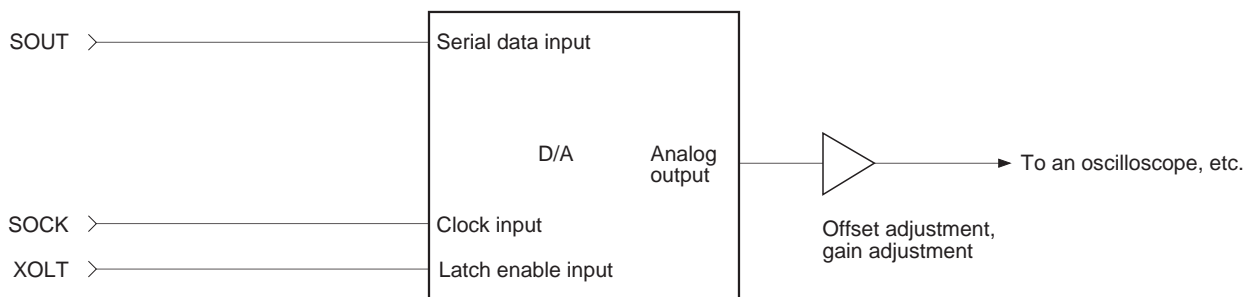 SOUT
Serial data input
D/A
Analog
output
To an oscilloscope, etc.
SOCK
Clock input
Offset adjustment,
gain adjustment
XOLT
Latch enable input